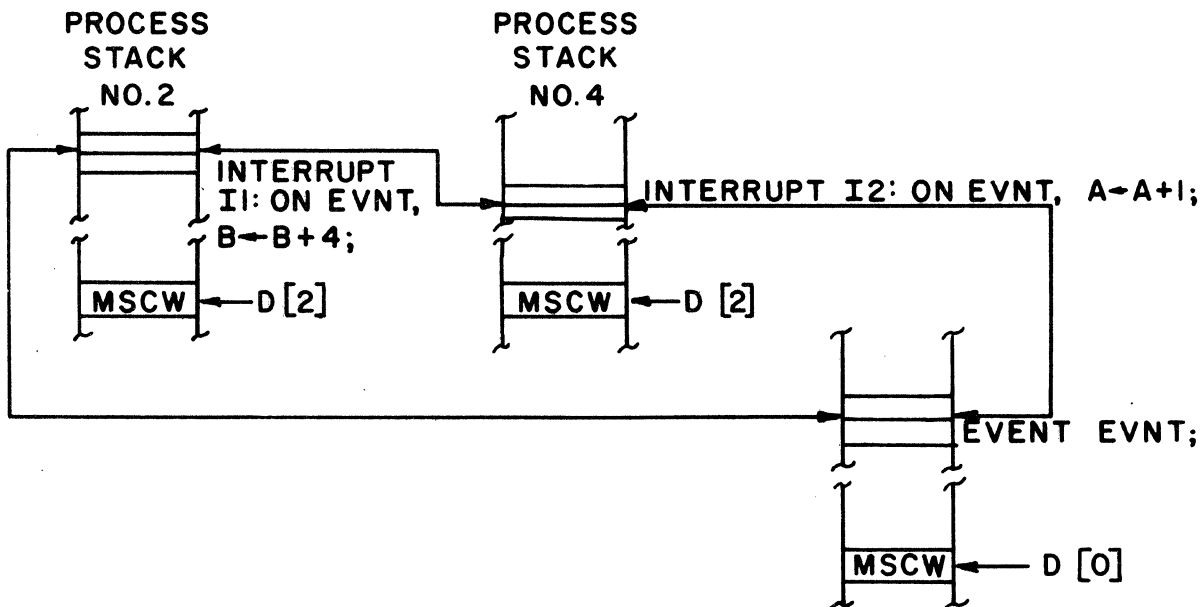 PROCESS
STACK
NO. 2
PROCESS
STACK
NO. 4
INTERRUPT
I1: ON EVNT,
B←B+4;
INTERRUPT I2: ON EVNT, A←A+1;
MSCW
D [2]
MSCW
D [2]
EVENT EVNT;
MSCW
D [0]